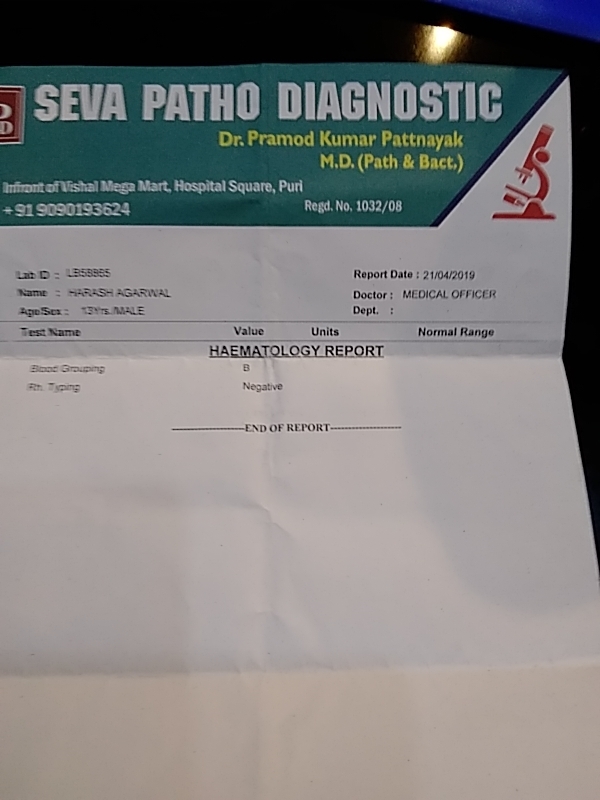 SEVA PATHO DIAGNOSTIC
Dr. Pramod Kumar Pattnayak
M.D. (Path & Bact.)
Infront of Vishal Mega Mart, Hospital Square, Puri
+91 9090193624 Regd. No. 1032/08
Lab ID : LB58865 Report Date : 21/04/2019
Name : HARASH AGARWAL Doctor : MEDICAL OFFICER
Age/Sex : 13Yrs./MALE Dept. :
Test Name Value Units Normal Range
HAEMATOLOGY REPORT
Blood Grouping B
Rh. Typing Negative
-----------------END OF REPORT-----------------